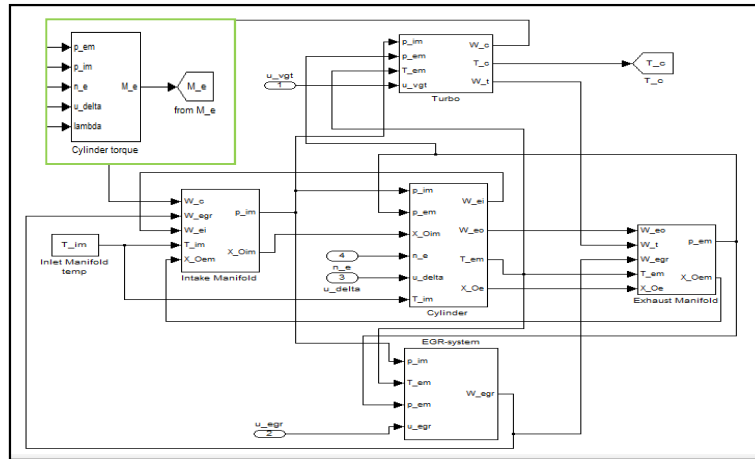 p_em
p_im
n_e
u_delta
lambda
M_e
Cylinder torque
M_e
from M_e
u_vgt
1
p_im
p_em
T_em
u_vgt
W_c
T_c
W_t
Turbo
T_c
T_c
W_c
W_egr
W_ei
T_im
X_Oem
p_im
X_Oim
Intake Manifold
T_im
Inlet Manifold
temp
4
n_e
3
u_delta
p_im
p_em
X_Oim
n_e
u_delta
T_im
W_ei
W_eo
T_em
X_Oe
Cylinder
W_eo
W_t
W_egr
T_em
X_Oe
p_em
X_Oem
Exhaust Manifold
EGR-system
p_im
T_em
p_em
u_egr
W_egr
u_egr
2